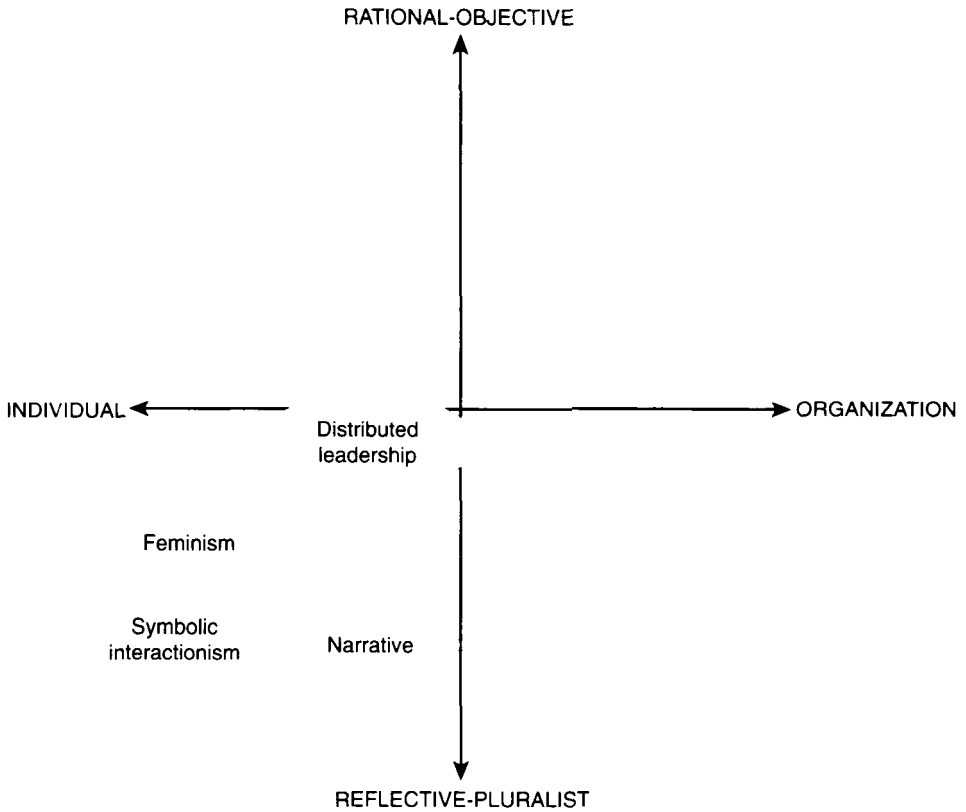 RATIONAL-OBJECTIVE
INDIVIDUAL
ORGANIZATION
Distributed
leadership
Feminism
Symbolic
interactionism
Narrative
REFLECTIVE-PLURALIST